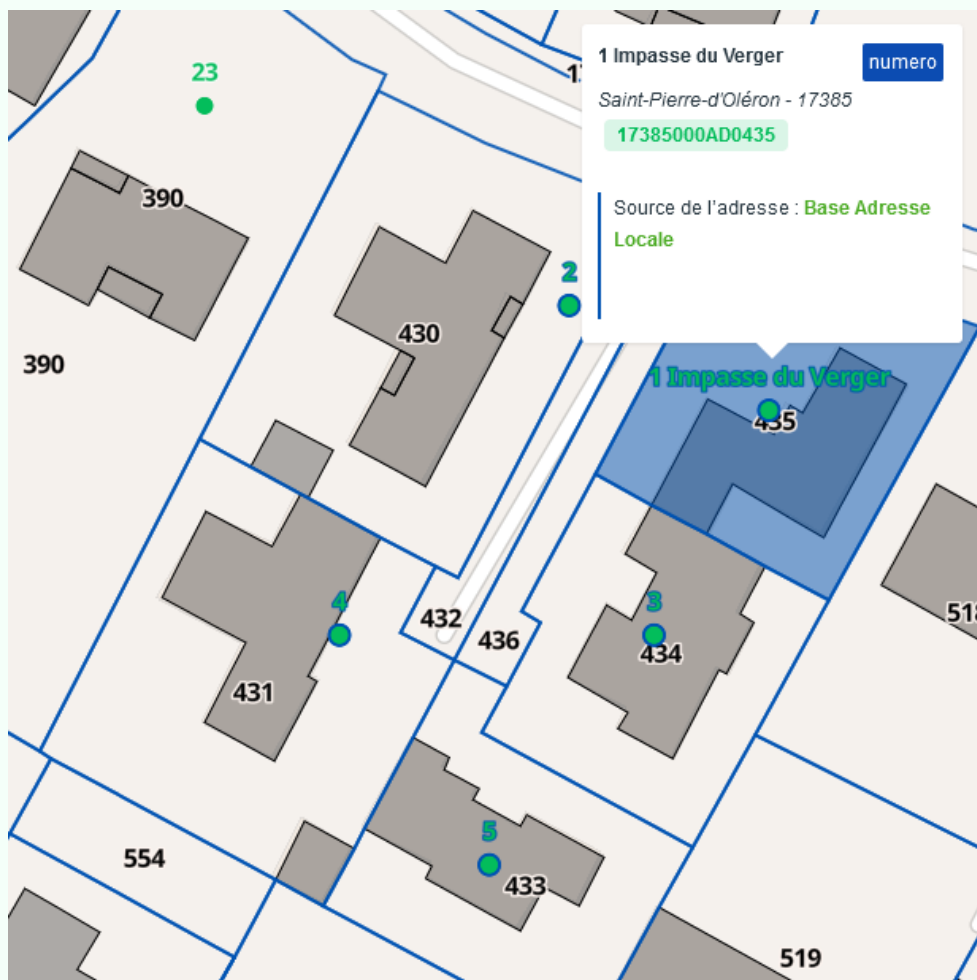 1 Impasse du Verger
numero
Saint-Pierre-d'Oléron - 17385
17385000AD0435
Source de l'adresse : Base Adresse
Locale
23
390
2
430
390
1 Impasse du Verger
435
4
432
3
436
434
431
5
554
433
519